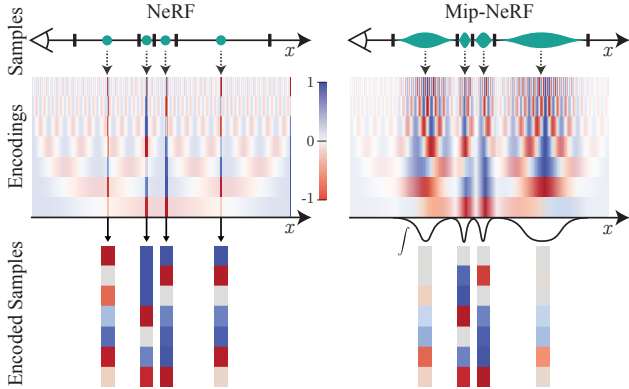 NeRF
Mip-NeRF
Samples
x
x
Encodings
1
0
-1
x
x
∫
Encoded Samples